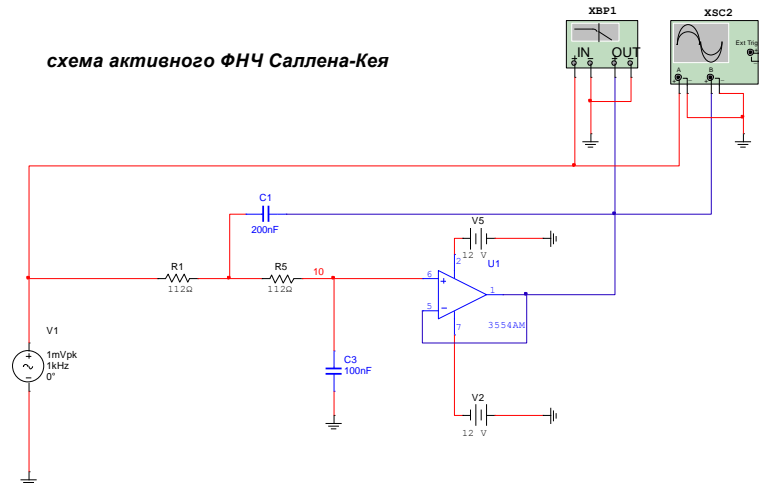 XBP1
XSC2
схема активного ФНЧ Саллена-Кея
IN OUT
Ext Trig
A
B
C1
200nF
V5
12 V
2
U1
R1
112Ω
R5
112Ω
10
6
1
5
3554AM
7
V1
1mVpk
1kHz
0°
C3
100nF
V2
12 V